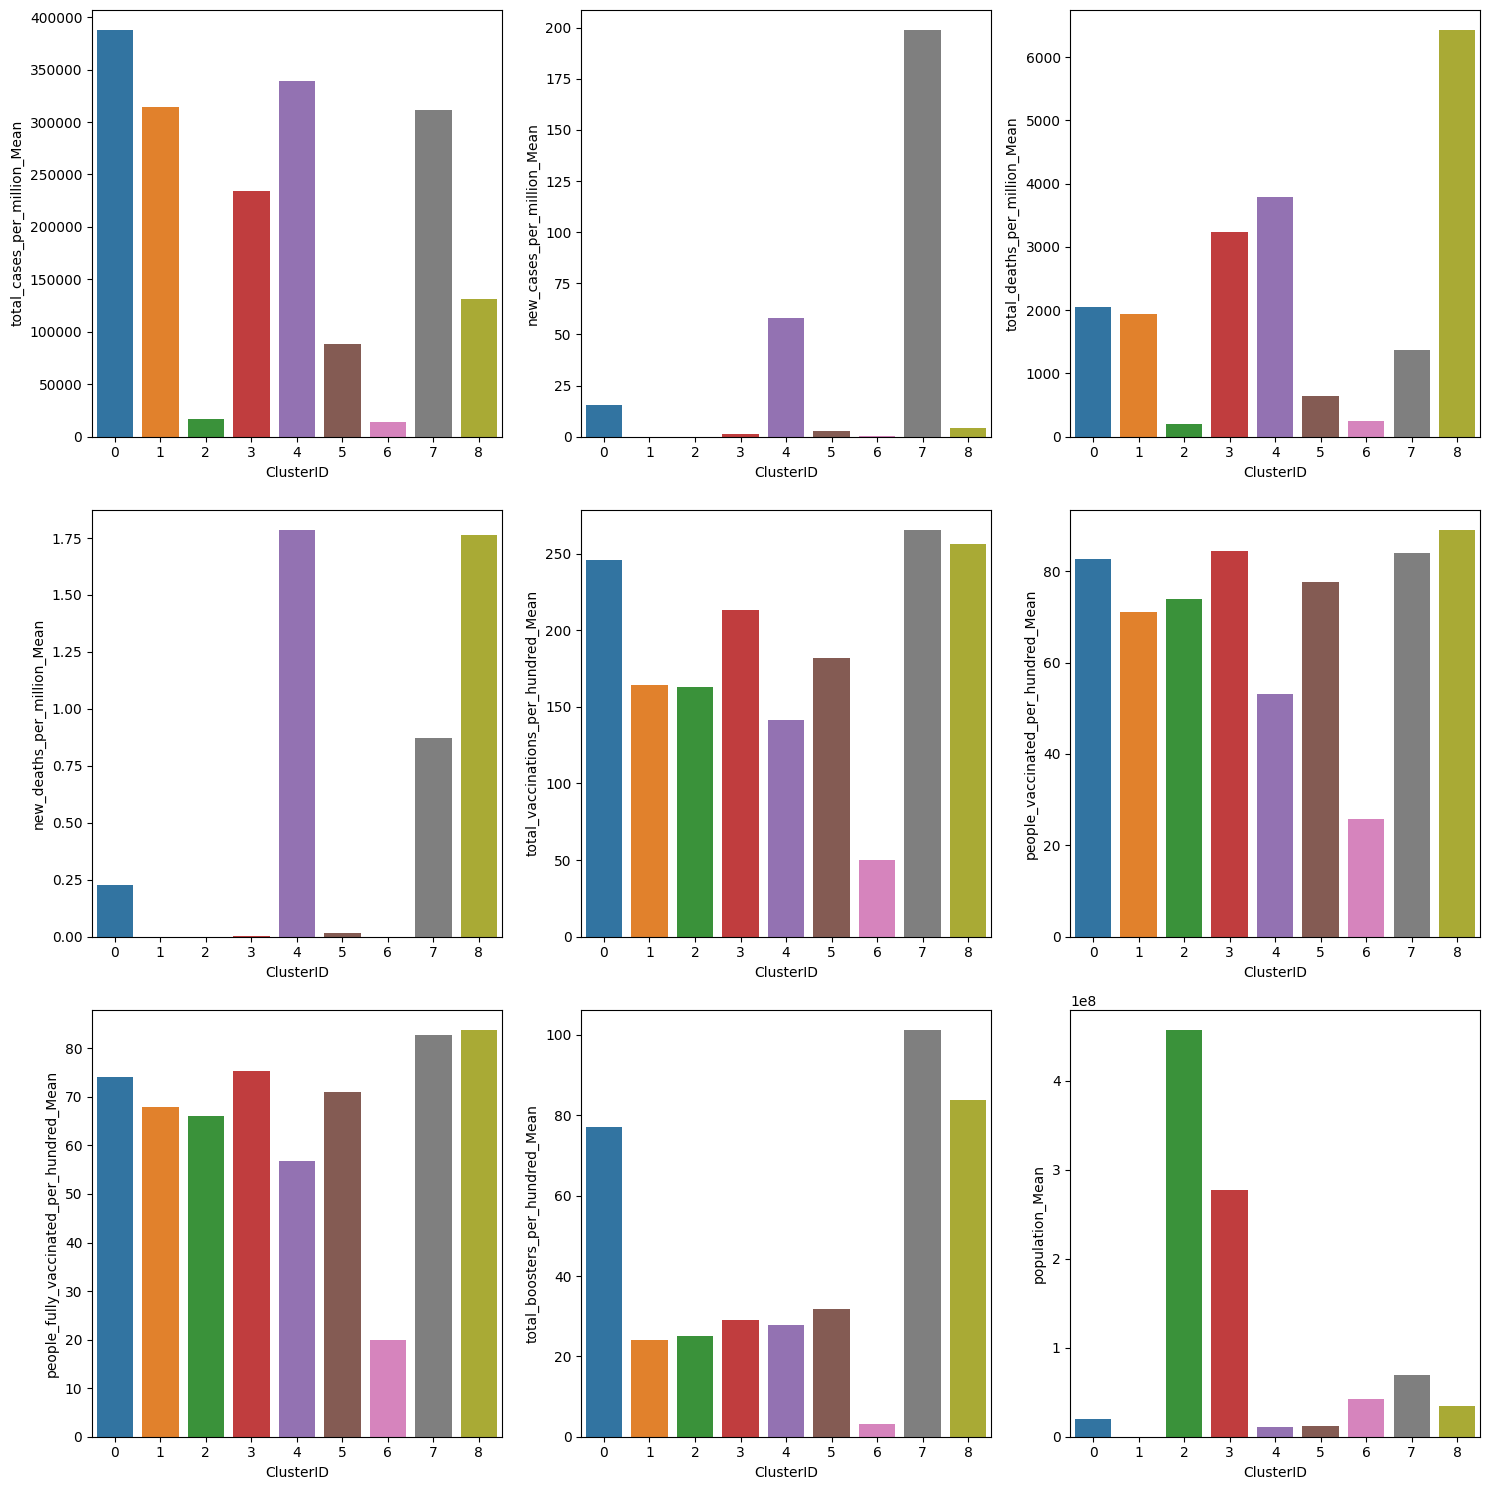 400000
350000
300000
250000
200000
150000
100000
50000
0
total_cases_per_million_Mean
0 1 2 3 4 5 6 7 8
ClusterID
200
175
150
125
100
75
50
25
0
new_cases_per_million_Mean
0 1 2 3 4 5 6 7 8
ClusterID
6000
5000
4000
3000
2000
1000
0
total_deaths_per_million_Mean
0 1 2 3 4 5 6 7 8
ClusterID
1.75
1.50
1.25
1.00
0.75
0.50
0.25
0.00
new_deaths_per_million_Mean
0 1 2 3 4 5 6 7 8
ClusterID
250
200
150
100
50
0
total_vaccinations_per_hundred_Mean
0 1 2 3 4 5 6 7 8
ClusterID
80
60
40
20
0
people_vaccinated_per_hundred_Mean
0 1 2 3 4 5 6 7 8
ClusterID
80
70
60
50
40
30
20
10
0
people_fully_vaccinated_per_hundred_Mean
0 1 2 3 4 5 6 7 8
ClusterID
100
80
60
40
20
0
total_boosters_per_hundred_Mean
0 1 2 3 4 5 6 7 8
ClusterID
1e8
4
3
2
1
0
population_Mean
0 1 2 3 4 5 6 7 8
ClusterID